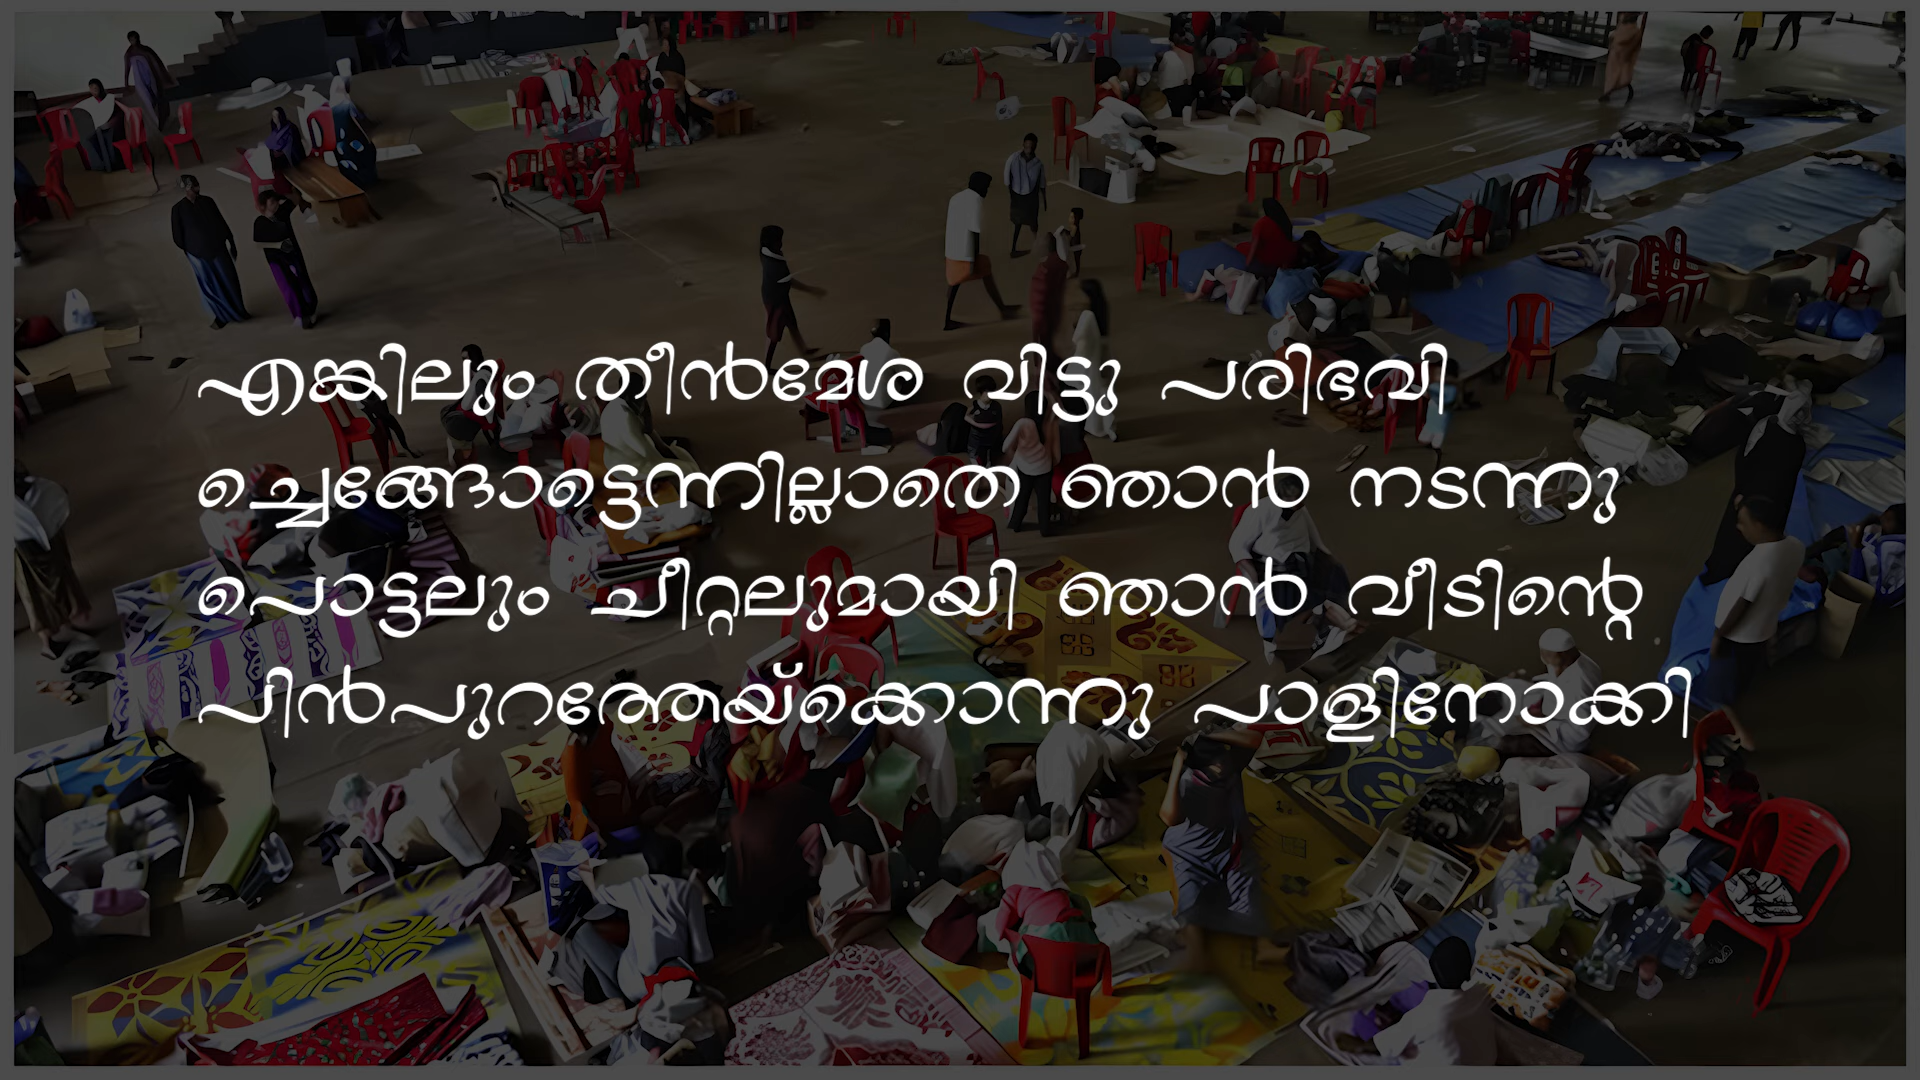 എങ്കിലും തീൻമേശ വിട്ടു പരിഭവി
ച്ചെങ്ങോട്ടെന്നില്ലാതെ ഞാൻ നടന്നു
പൊട്ടലും ചീറ്റലുമായി ഞാൻ വീടിന്റെ
പിൻപുറത്തേയ്ക്കൊന്നു പാളിനോക്കി